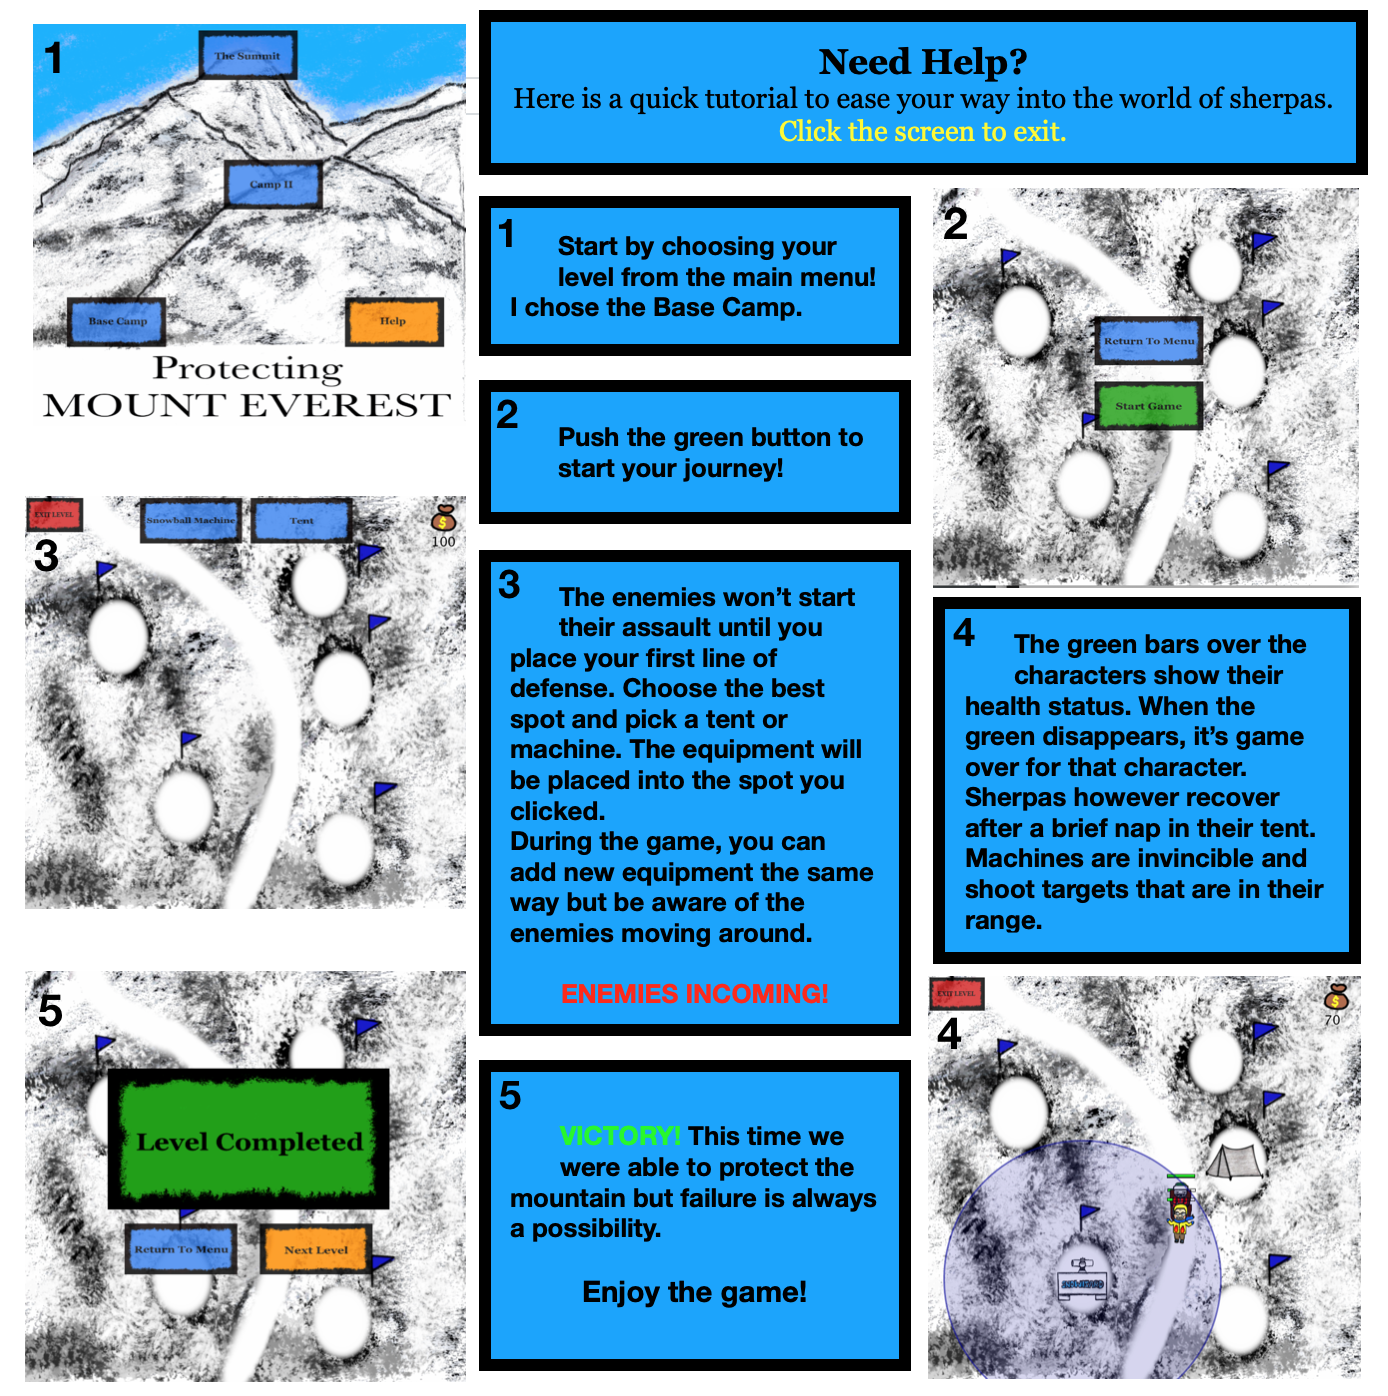 1
The Summit
Camp II
Base Camp
Help
Protecting
MOUNT EVEREST
Need Help?
Here is a quick tutorial to ease your way into the world of sherpas.
Click the screen to exit.
1
Start by choosing your
level from the main menu!
I chose the Base Camp.
2
Return To Menu
Start Game
2
Push the green button to
start your journey!
EXIT LEVEL
Snowball Machine
Tent
$
100
3
3
The enemies won’t start
their assault until you
place your first line of
defense. Choose the best
spot and pick a tent or
machine. The equipment will
be placed into the spot you
clicked.
During the game, you can
add new equipment the same
way but be aware of the
enemies moving around.
ENEMIES INCOMING!
4
The green bars over the
characters show their
health status. When the
green disappears, it’s game
over for that character.
Sherpas however recover
after a brief nap in their tent.
Machines are invincible and
shoot targets that are in their
range.
EXIT LEVEL
$
70
4
5
Level Completed
Return To Menu
Next Level
5
VICTORY! This time we
were able to protect the
mountain but failure is always
a possibility.
Enjoy the game!